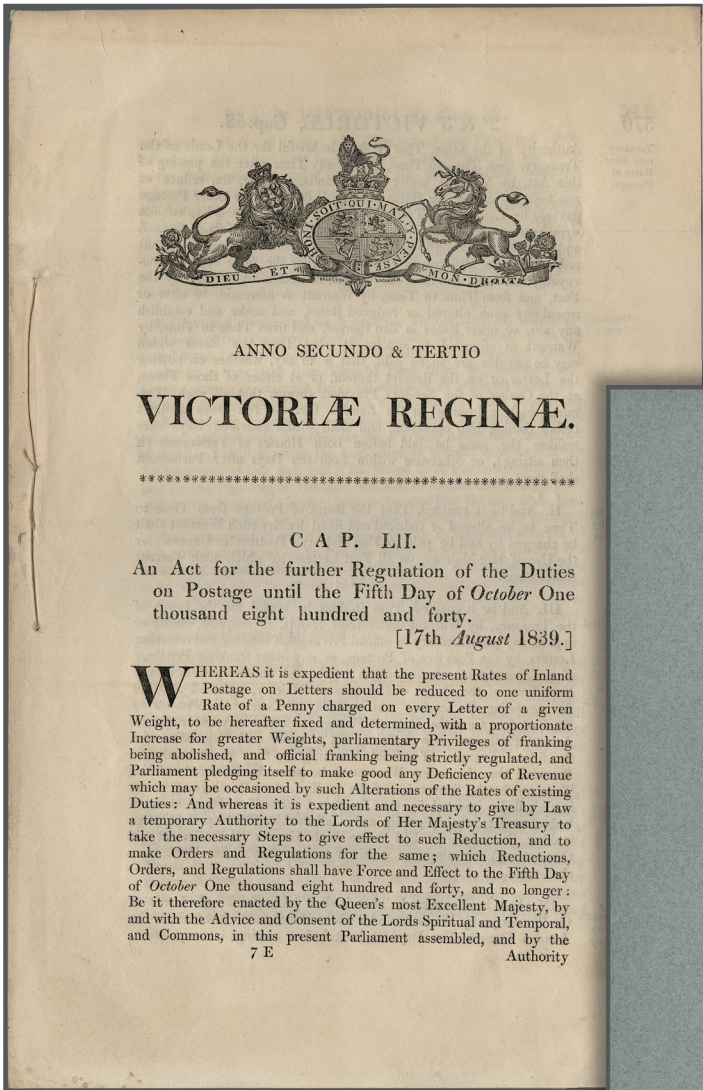 HONI·SOIT·QUI·MAL·Y·PENSE
DIEU · ET · MON · DROIT
ANNO SECUNDO & TERTIO
VICTORIÆ REGINÆ.
C A P. LII.
An Act for the further Regulation of the Duties
on Postage until the Fifth Day of October One
thousand eight hundred and forty.
[17th August 1839.]
WHEREAS it is expedient that the present Rates of Inland
Postage on Letters should be reduced to one uniform
Rate of a Penny charged on every Letter of a given
Weight, to be hereafter fixed and determined, with a proportionate
Increase for greater Weights, parliamentary Privileges of franking
being abolished, and official franking being strictly regulated, and
Parliament pledging itself to make good any Deficiency of Revenue
which may be occasioned by such Alterations of the Rates of existing
Duties: And whereas it is expedient and necessary to give by Law
a temporary Authority to the Lords of Her Majesty's Treasury to
take the necessary Steps to give effect to such Reduction, and to
make Orders and Regulations for the same; which Reductions,
Orders, and Regulations shall have Force and Effect to the Fifth Day
of October One thousand eight hundred and forty, and no longer:
Be it therefore enacted by the Queen's most Excellent Majesty, by
and with the Advice and Consent of the Lords Spiritual and Temporal,
and Commons, in this present Parliament assembled, and by the
7 E Authority